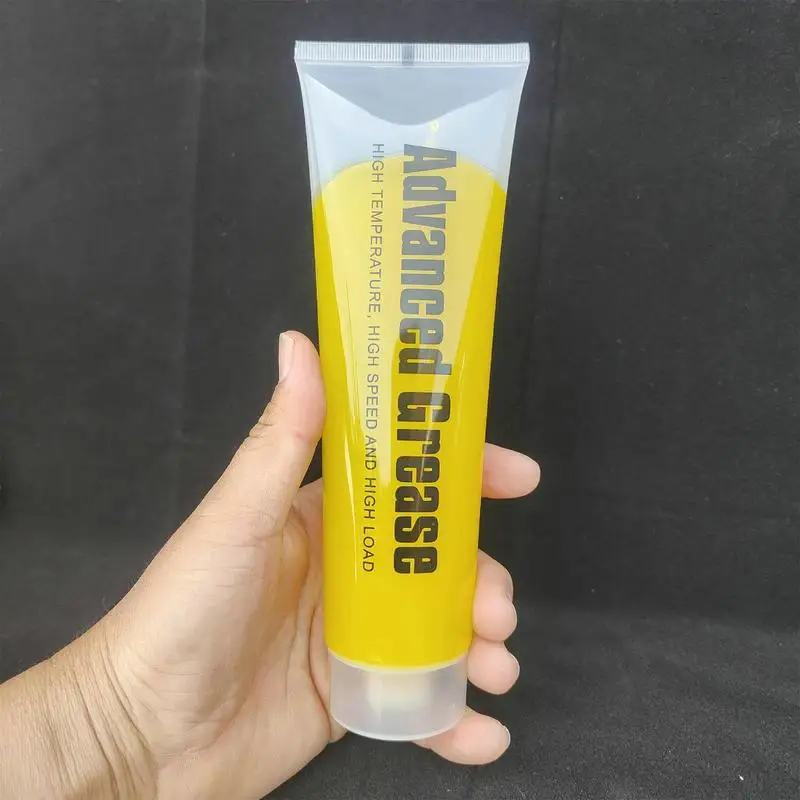 Advanced Grease
HIGH TEMPERATURE, HIGH SPEED AND HIGH LOAD